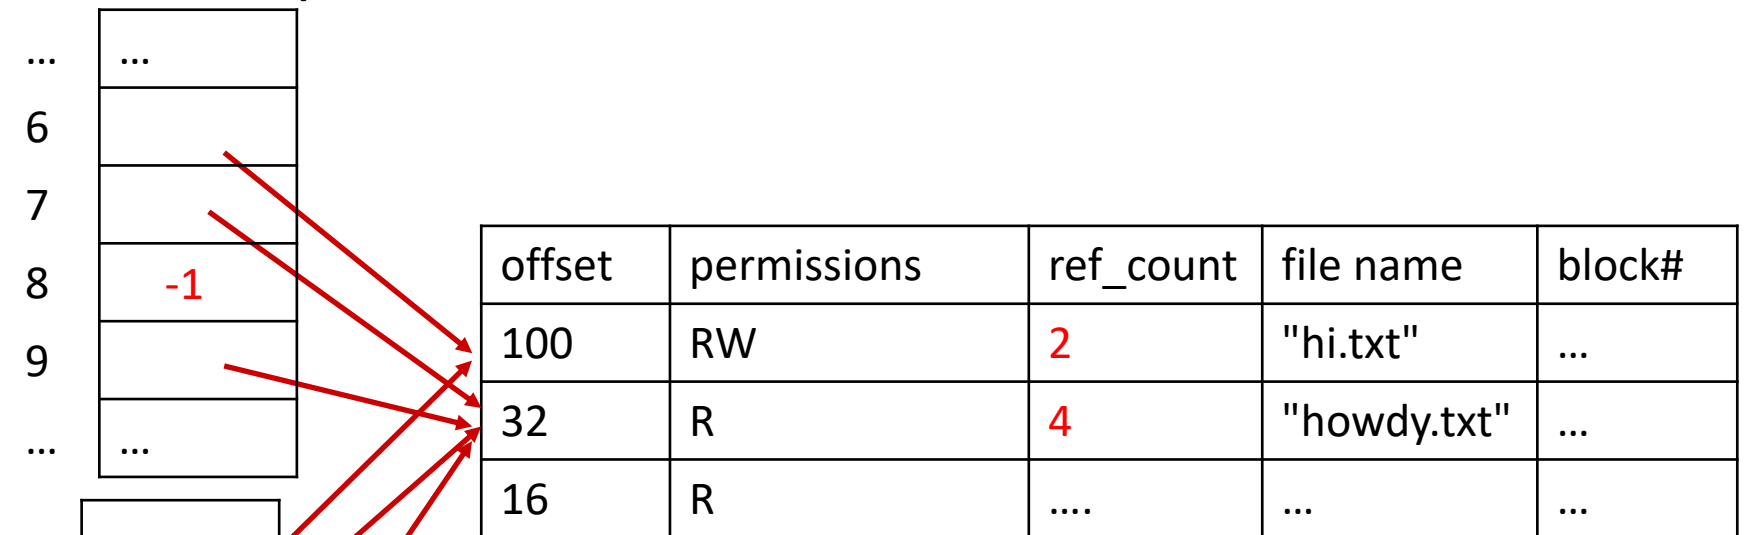 … …
6
7
8 -1
9
… …
offset permissions ref_count file name block#
100 RW 2 "hi.txt" …
32 R 4 "howdy.txt" …
16 R …. … …